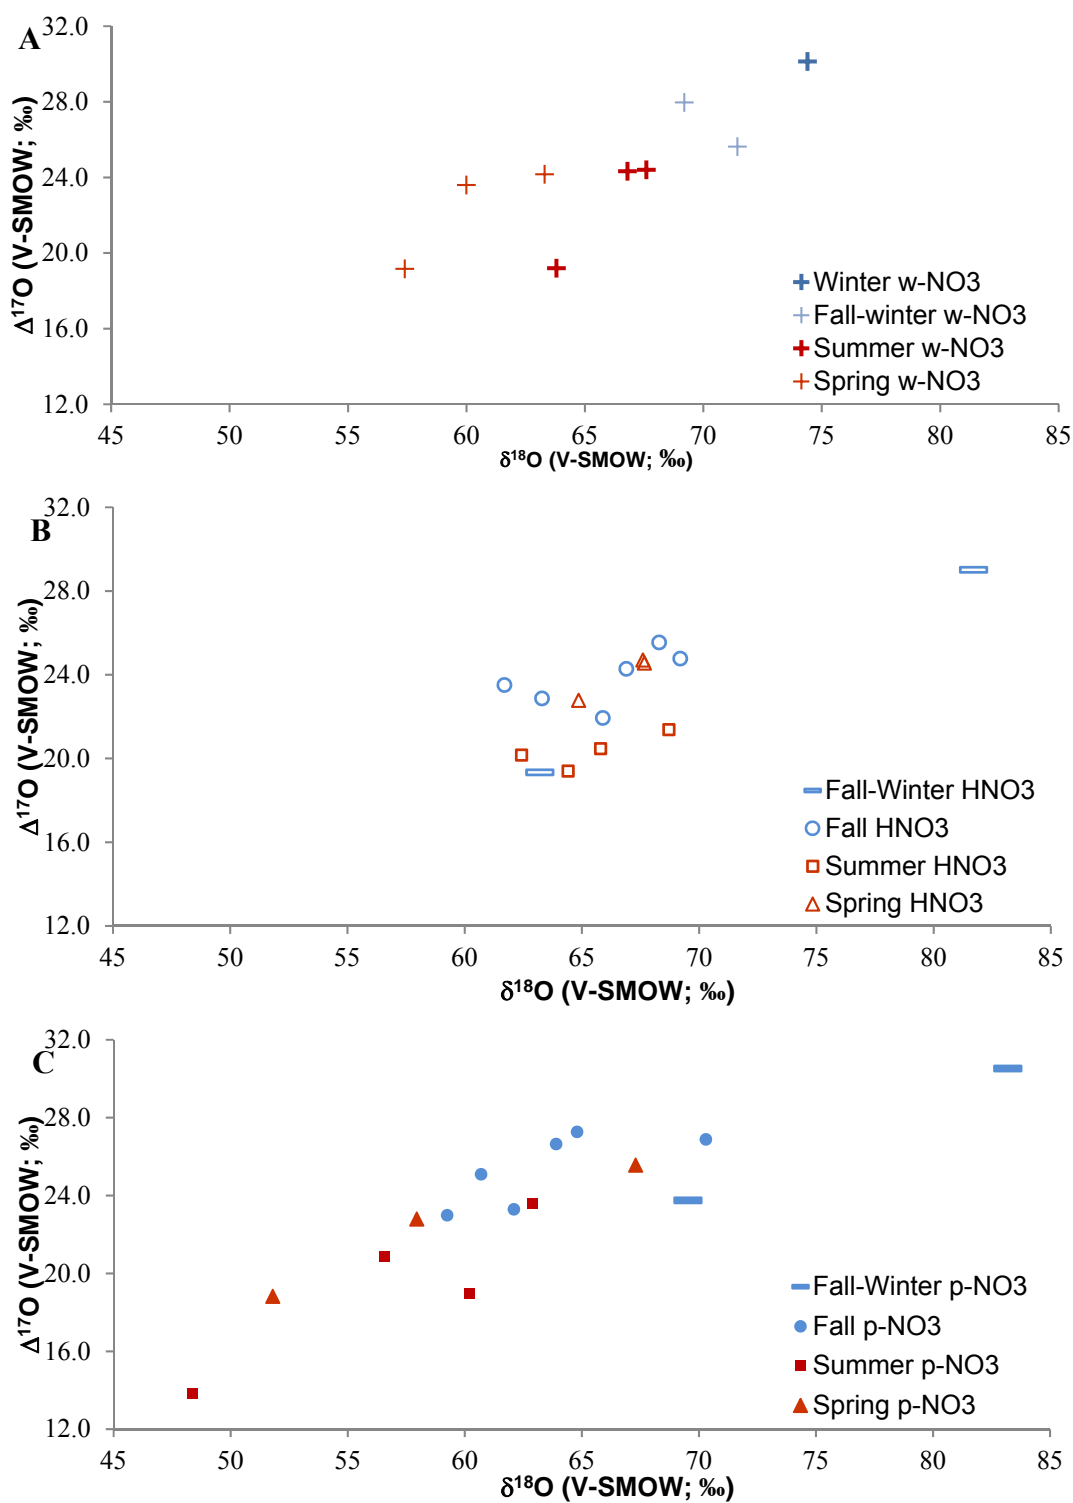 A
32.0
28.0
24.0
20.0
16.0
12.0
Δ¹⁷O (V-SMOW; ‰)
45 50 55 60 65 70 75 80 85
δ¹⁸O (V-SMOW; ‰)
Winter w-NO3
Fall-winter w-NO3
Summer w-NO3
Spring w-NO3
B
32.0
28.0
24.0
20.0
16.0
12.0
Δ¹⁷O (V-SMOW; ‰)
45 50 55 60 65 70 75 80 85
δ¹⁸O (V-SMOW; ‰)
Fall-Winter HNO3
Fall HNO3
Summer HNO3
Spring HNO3
C
32.0
28.0
24.0
20.0
16.0
12.0
Δ¹⁷O (V-SMOW; ‰)
45 50 55 60 65 70 75 80 85
δ¹⁸O (V-SMOW; ‰)
Fall-Winter p-NO3
Fall p-NO3
Summer p-NO3
Spring p-NO3